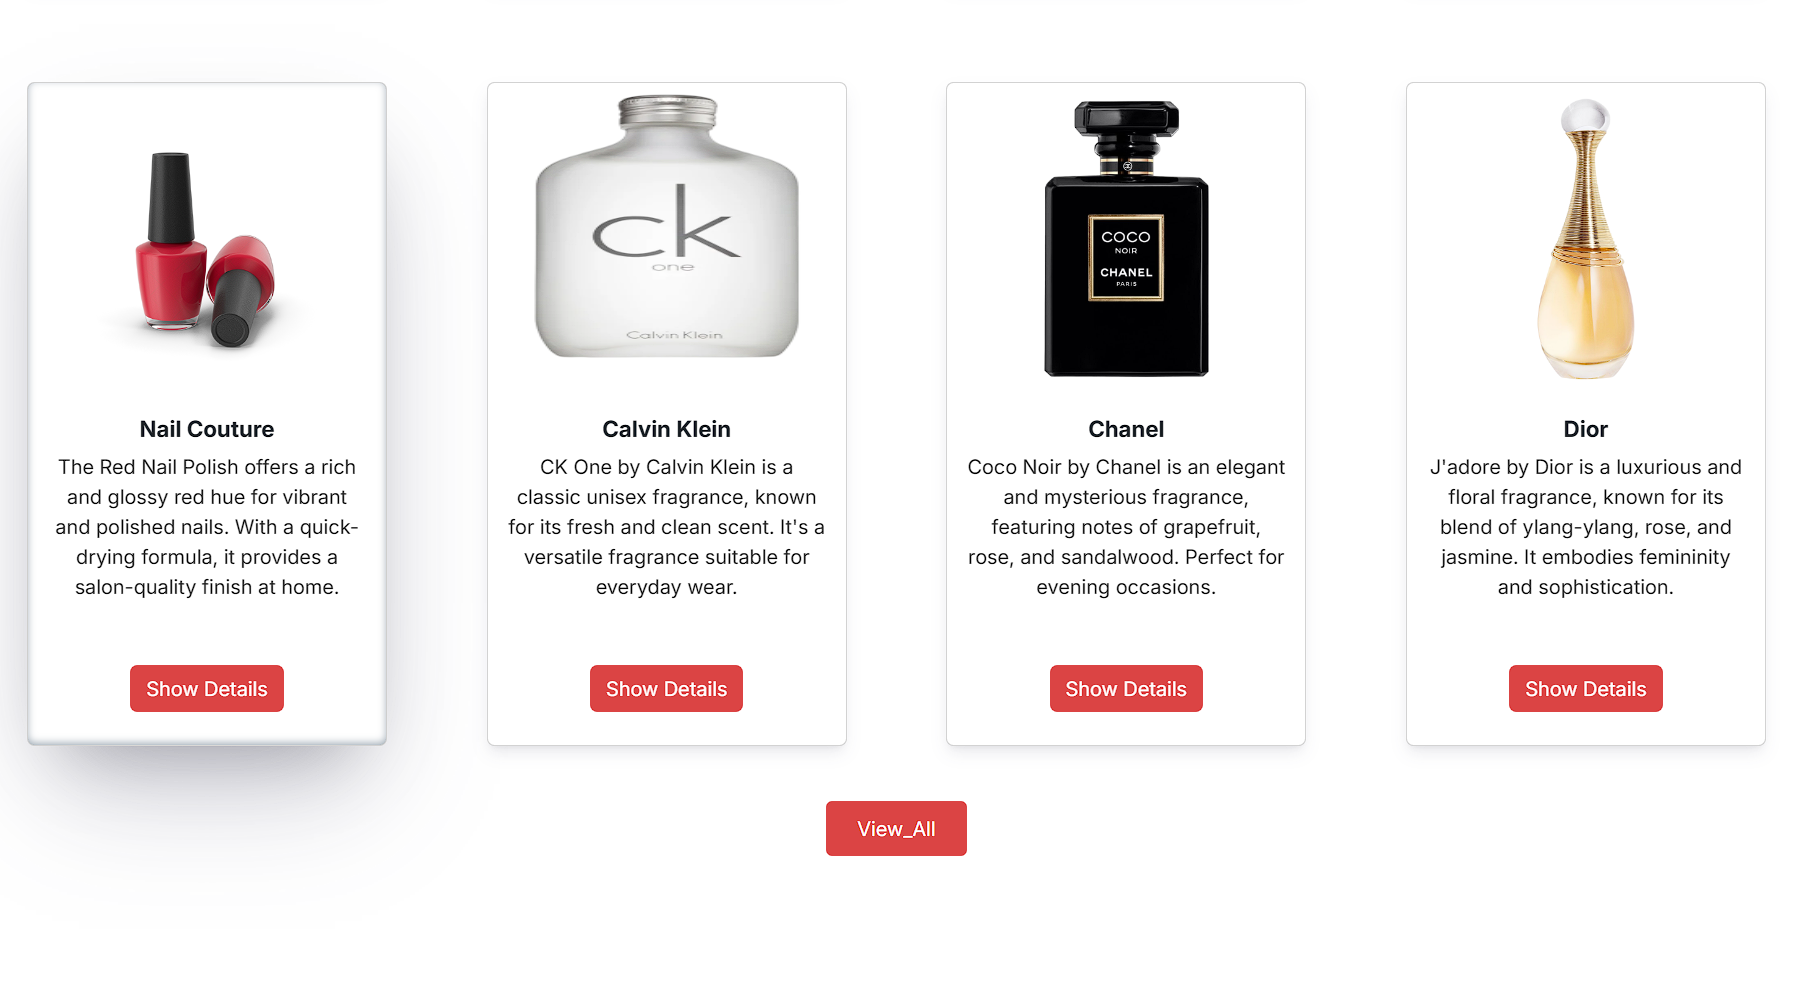 ck
one
Calvin Klein
COCO
NOIR
CHANEL
PARIS
Nail Couture
The Red Nail Polish offers a rich
and glossy red hue for vibrant
and polished nails. With a quick-
drying formula, it provides a
salon-quality finish at home.
Show Details
Calvin Klein
CK One by Calvin Klein is a
classic unisex fragrance, known
for its fresh and clean scent. It's a
versatile fragrance suitable for
everyday wear.
Show Details
Chanel
Coco Noir by Chanel is an elegant
and mysterious fragrance,
featuring notes of grapefruit,
rose, and sandalwood. Perfect for
evening occasions.
Show Details
Dior
J'adore by Dior is a luxurious and
floral fragrance, known for its
blend of ylang-ylang, rose, and
jasmine. It embodies femininity
and sophistication.
Show Details
View_All